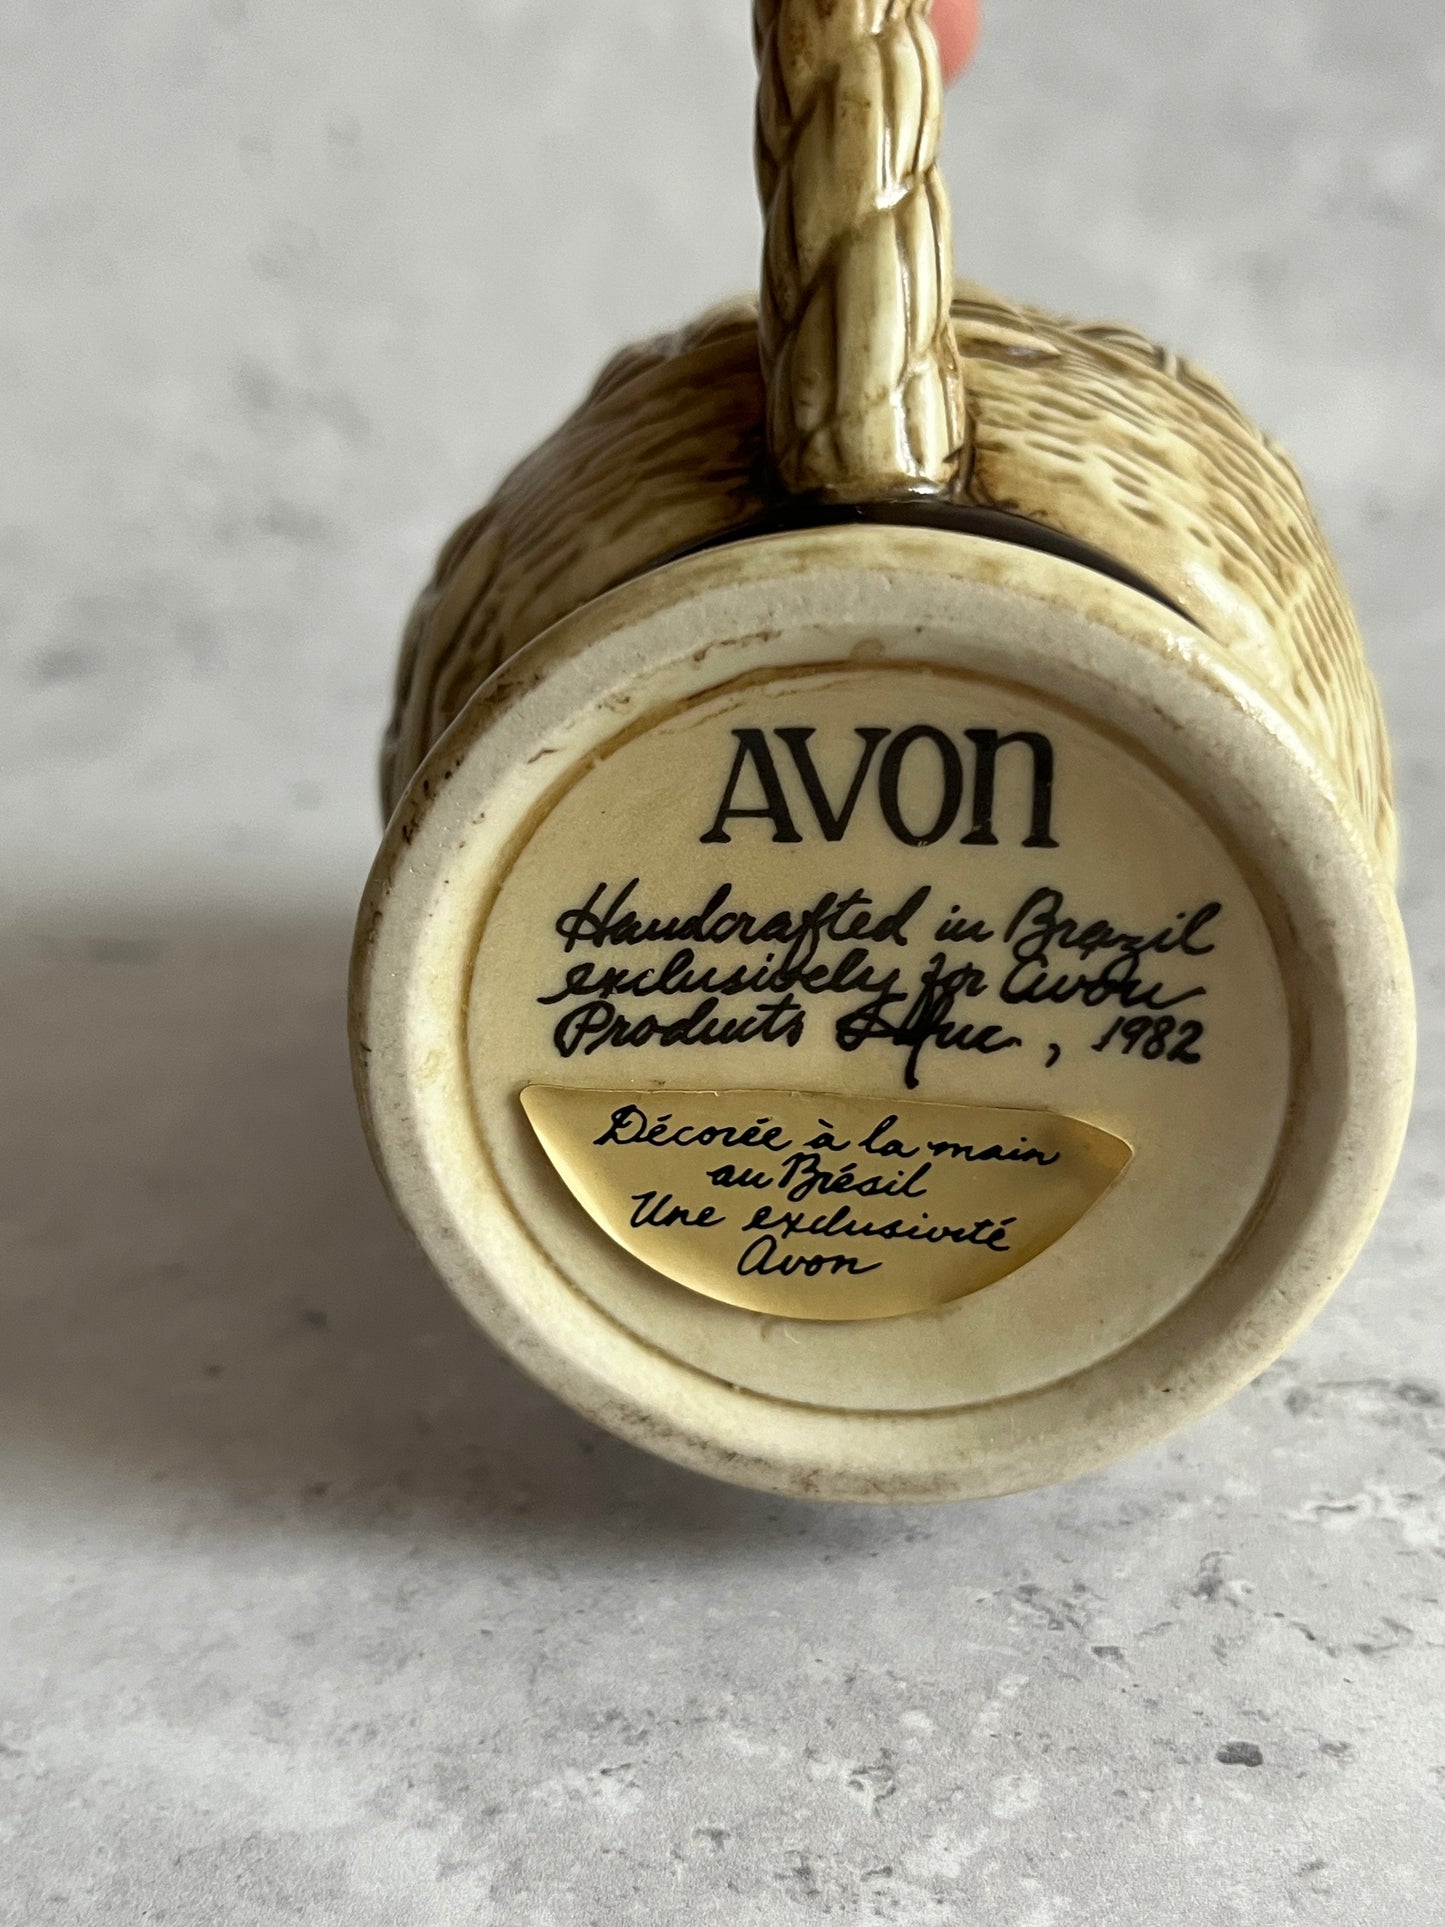 AVON
Handcrafted in Brazil
exclusively for Avon
Products Inc., 1982
Décorée à la main
au Brésil
Une exclusivité
Avon